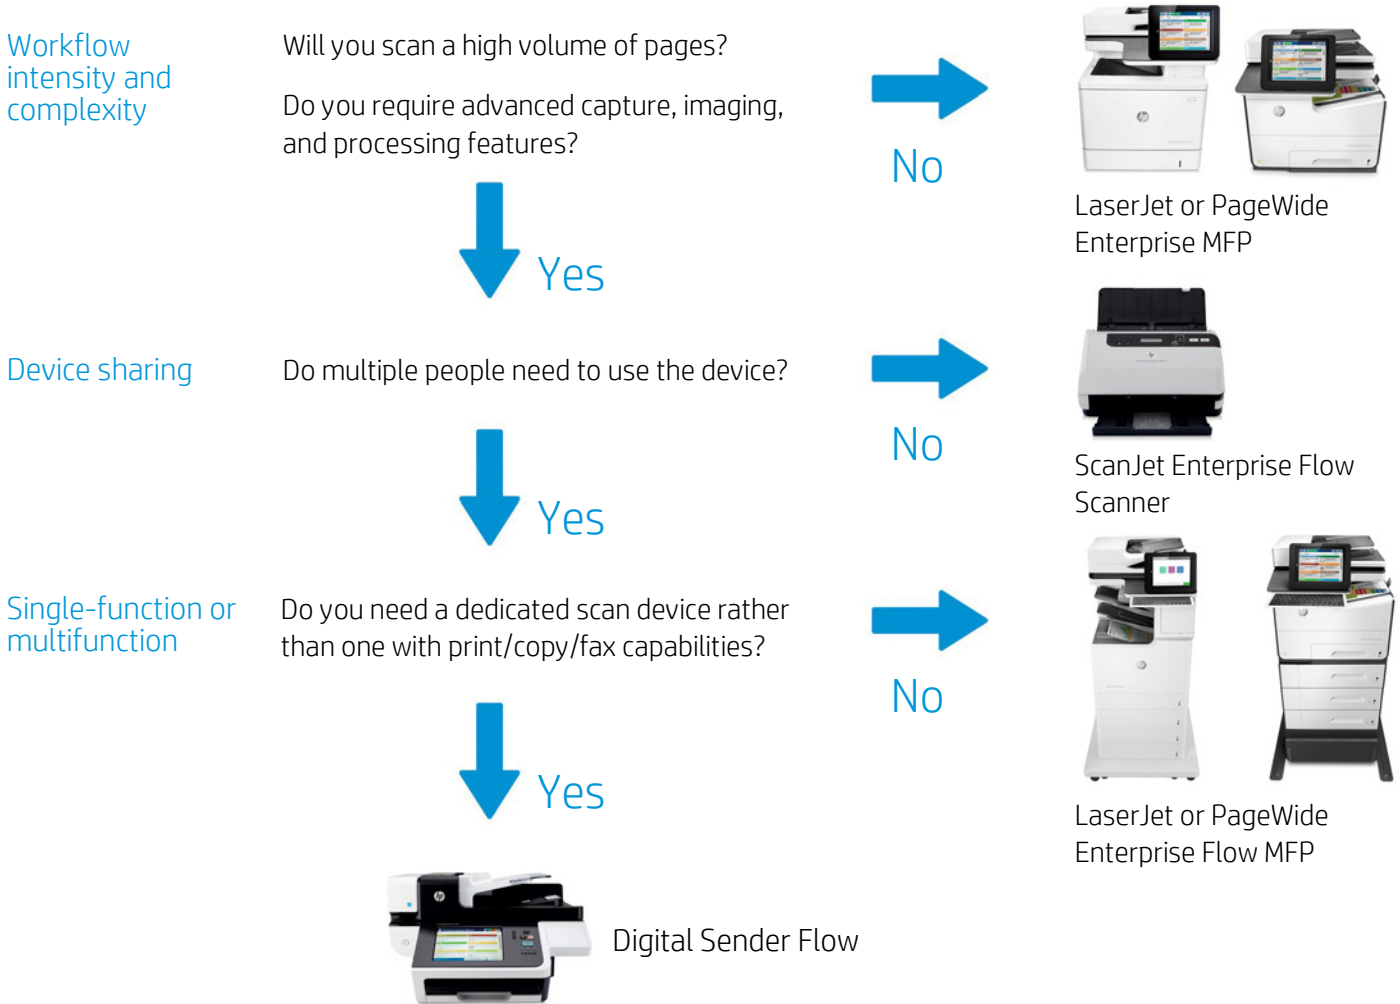 Workflow
intensity and
complexity
Will you scan a high volume of pages?
Do you require advanced capture, imaging,
and processing features?
No
LaserJet or PageWide
Enterprise MFP
Yes
Device sharing
Do multiple people need to use the device?
No
ScanJet Enterprise Flow
Scanner
Yes
Single-function or
multifunction
Do you need a dedicated scan device rather
than one with print/copy/fax capabilities?
No
LaserJet or PageWide
Enterprise Flow MFP
Yes
Digital Sender Flow